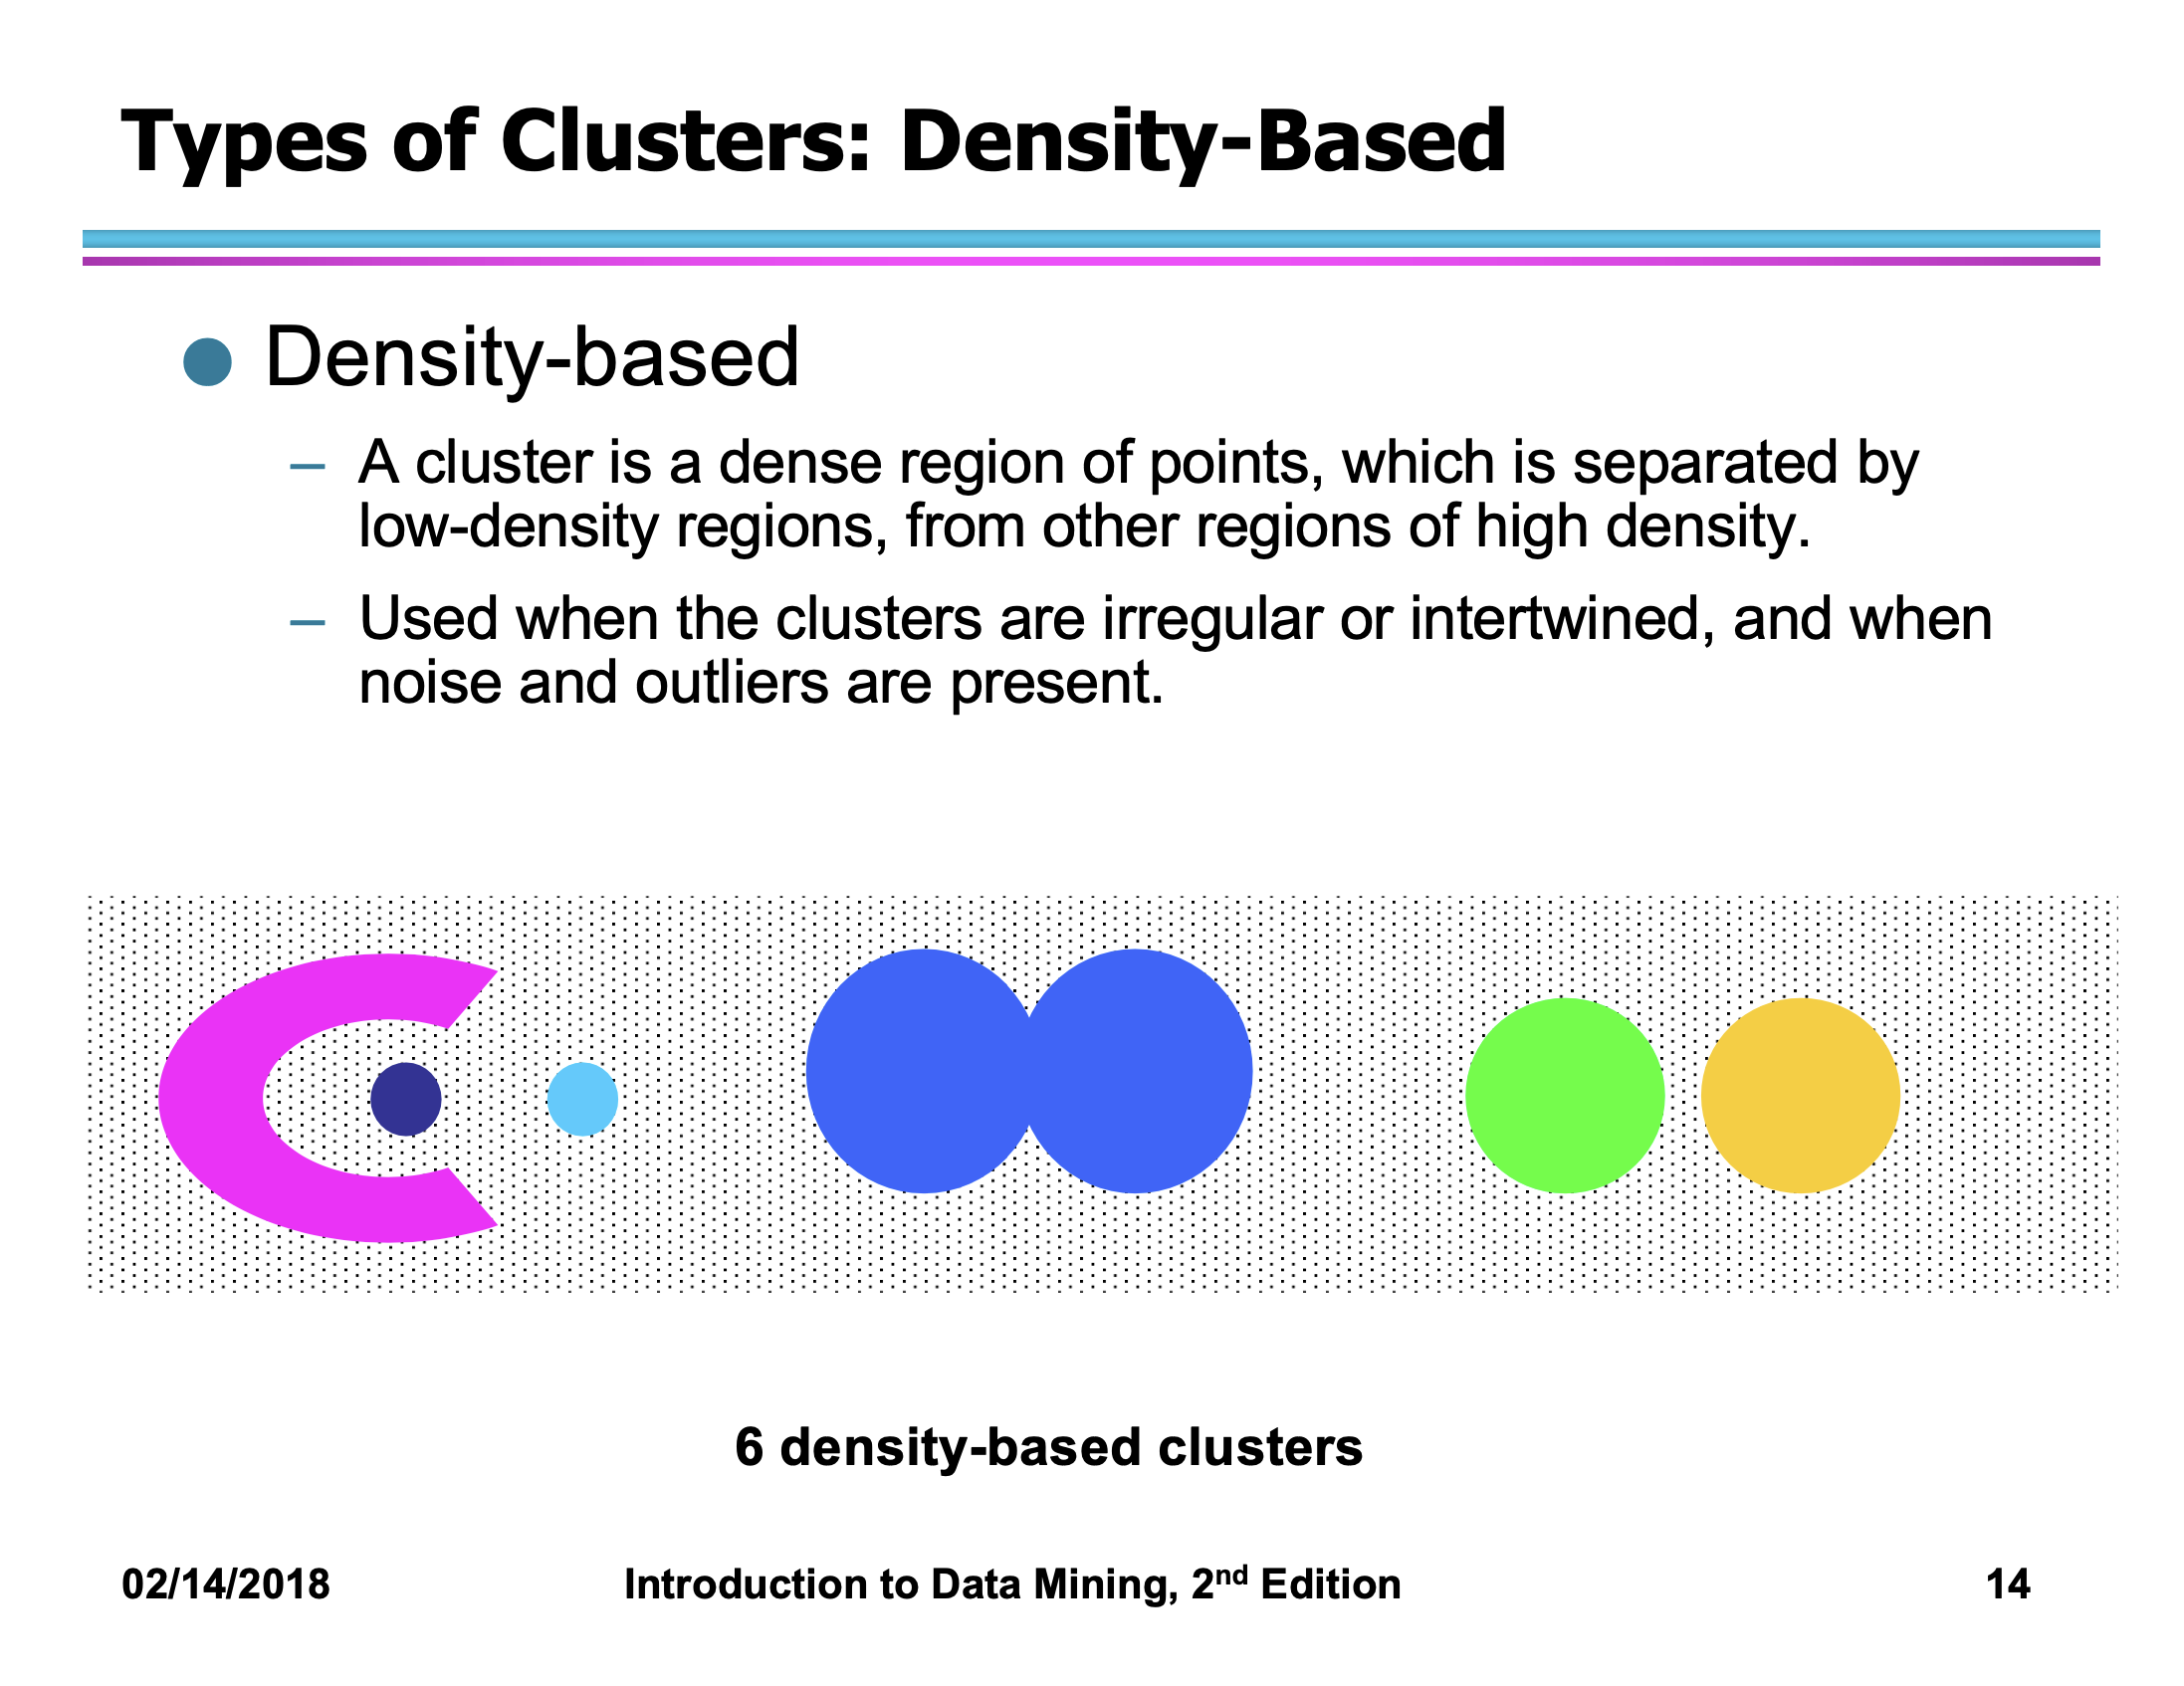 Types of Clusters: Density-Based
Density-based
– A cluster is a dense region of points, which is separated by
low-density regions, from other regions of high density.
– Used when the clusters are irregular or intertwined, and when
noise and outliers are present.
6 density-based clusters
02/14/2018 Introduction to Data Mining, 2nd Edition 14